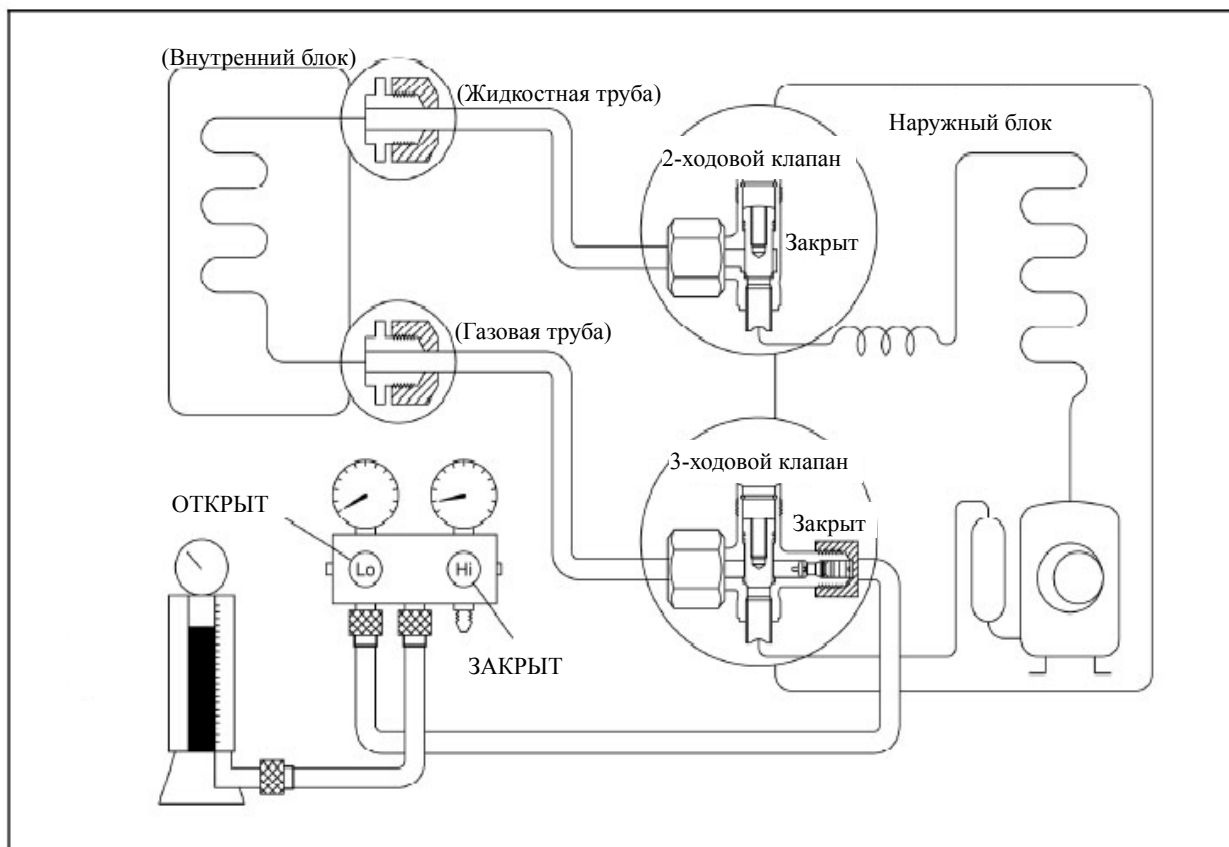 (Внутренний блок)
(Жидкостная труба)
Наружный блок
2-ходовой клапан
Закрыт
(Газовая труба)
3-ходовой клапан
Закрыт
ОТКРЫТ
Lo
Hi
ЗАКРЫТ